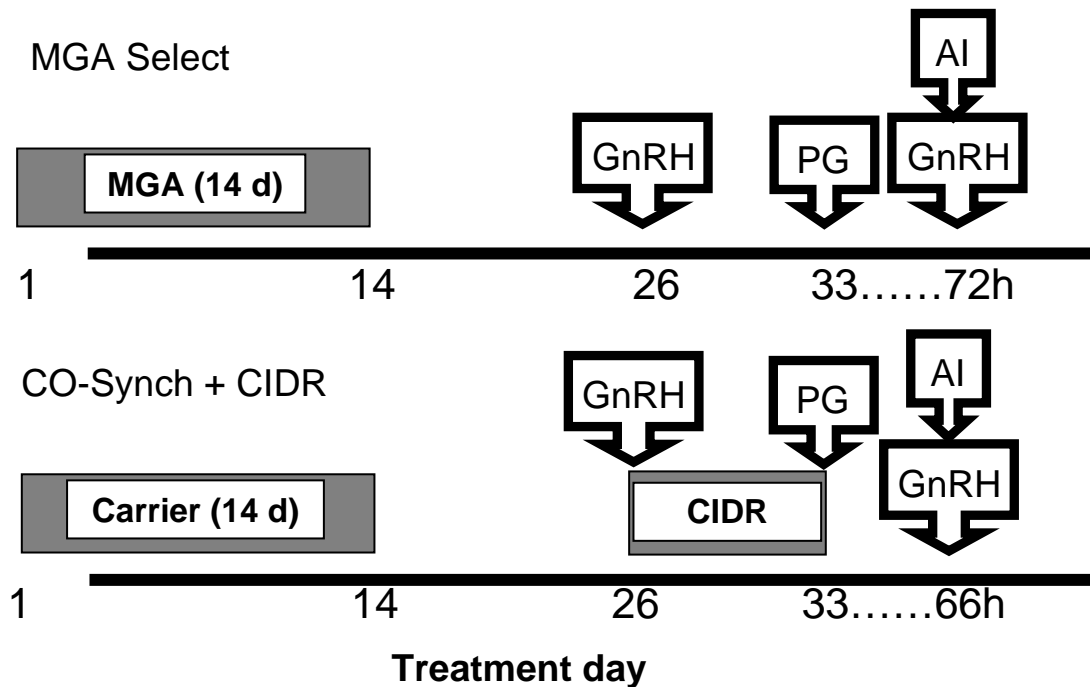 MGA Select
AI
GnRH
PG
GnRH
MGA (14 d)
1
14
26
33......72h
CO-Synch + CIDR
GnRH
PG
AI
GnRH
Carrier (14 d)
CIDR
1
14
26
33......66h
Treatment day